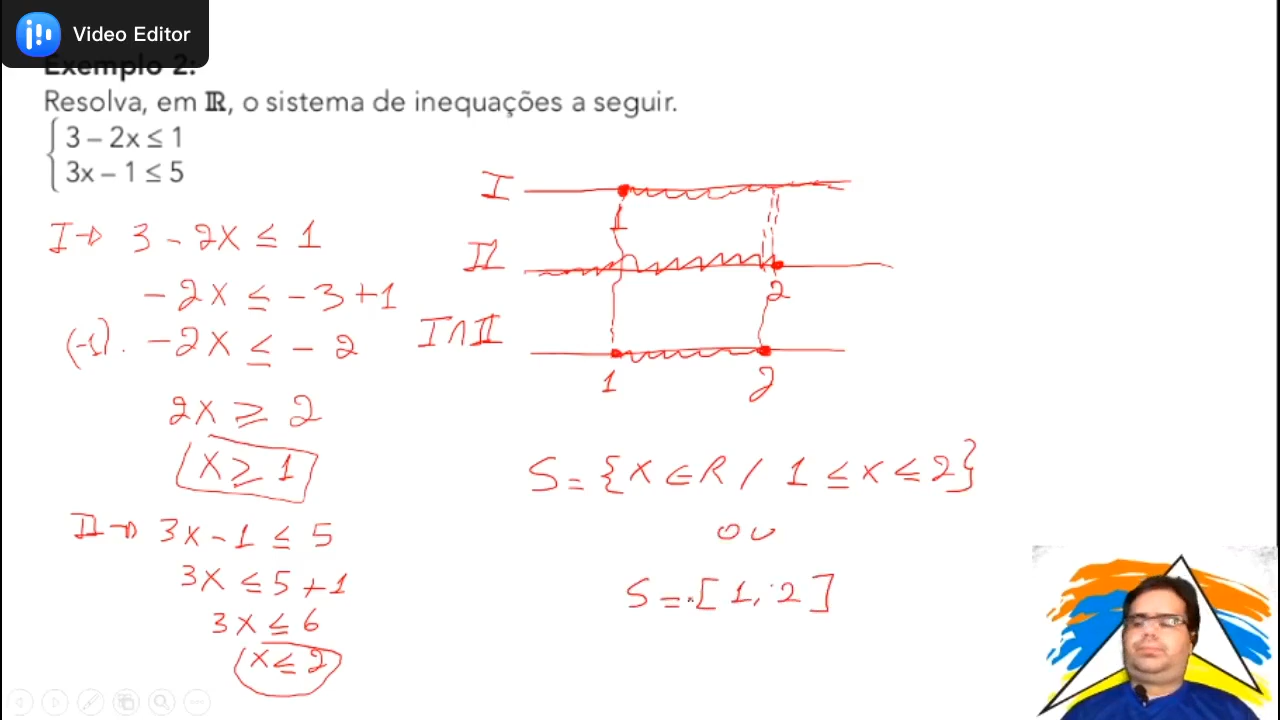 Video Editor
Exemplo 2:
Resolva, em ℝ, o sistema de inequações a seguir.
3 – 2x ≤ 1
3x – 1 ≤ 5
I → 3 - 2x ≤ 1
-2x ≤ -3+1
(-1). -2x ≤ -2
2x ≥ 2
x ≥ 1
II → 3x - 1 ≤ 5
3x ≤ 5+1
3x ≤ 6
x ≤ 2
I
1
II
2
I∩II
1 2
S = {x ∈ R / 1 ≤ x ≤ 2}
ou
S = [1, 2]